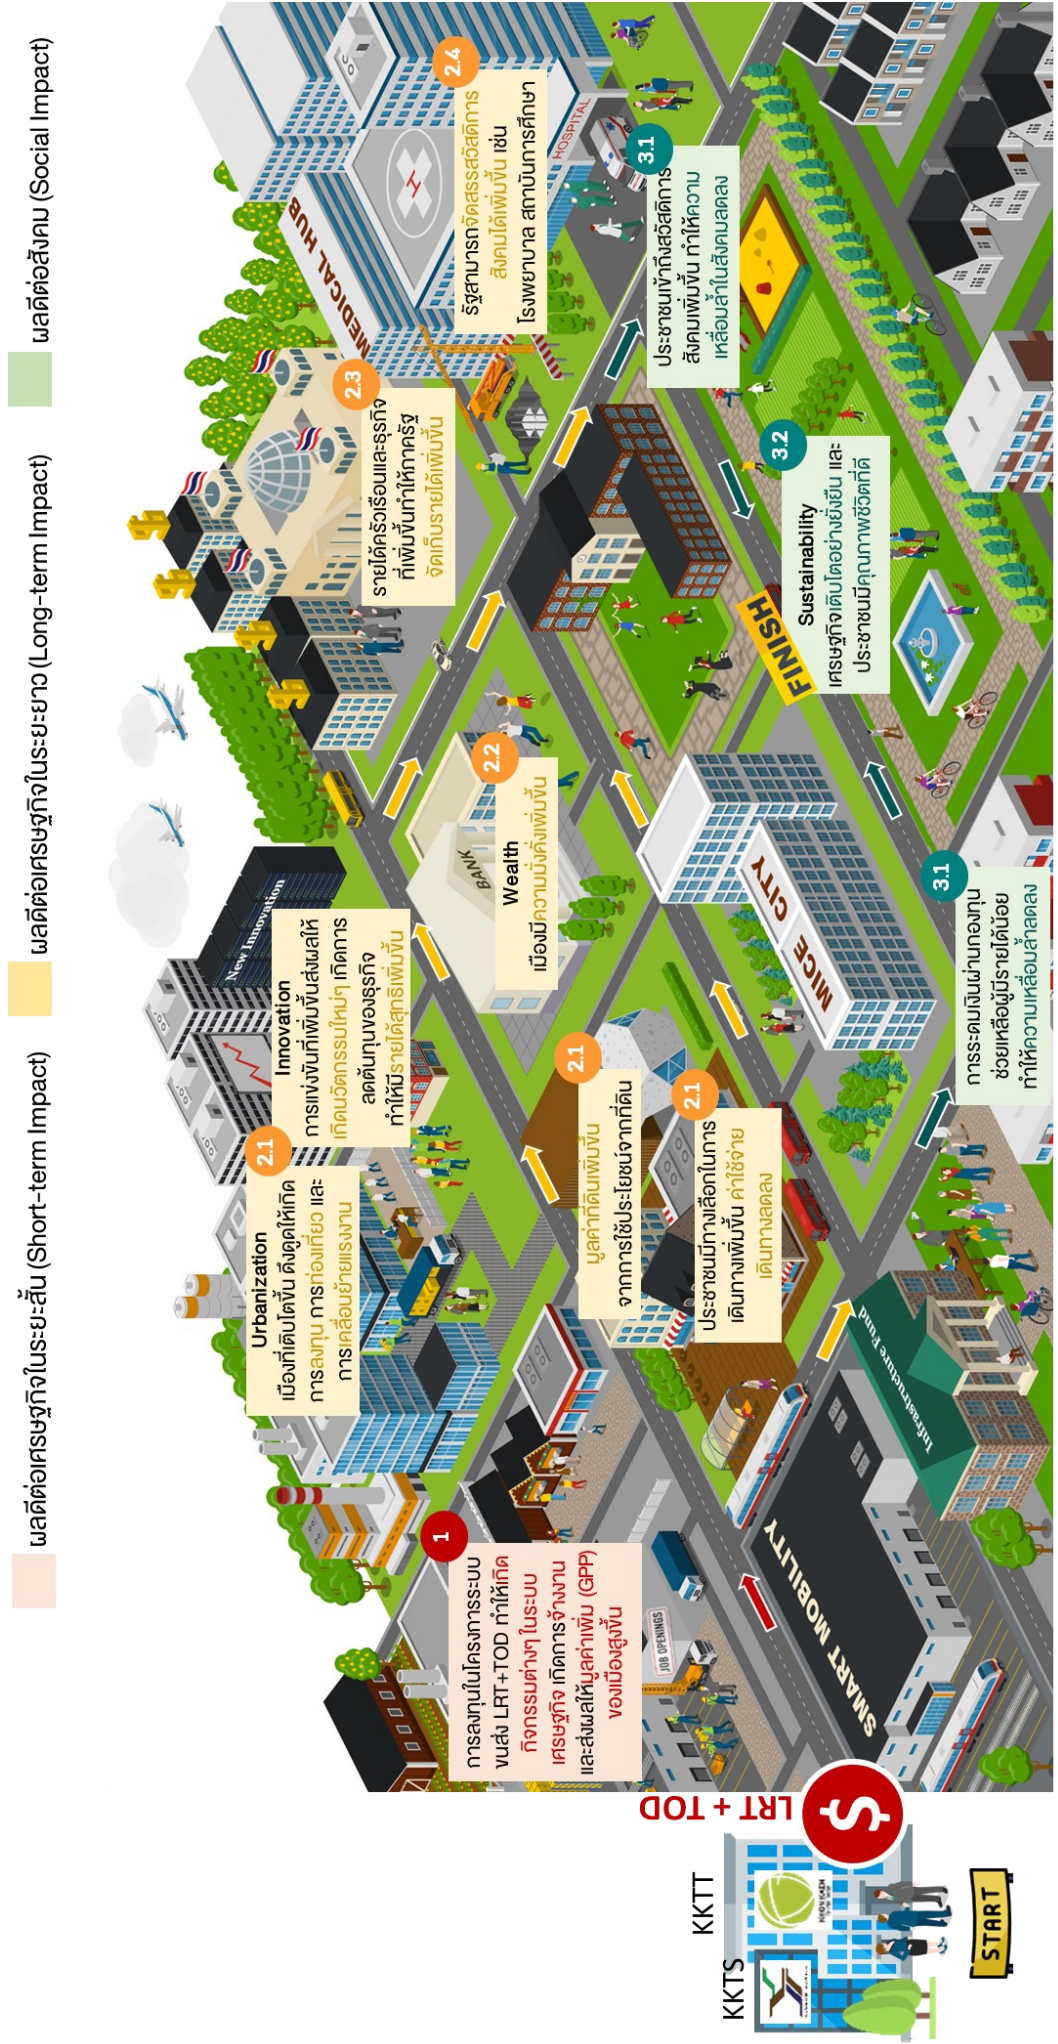 ผลดีต่อเศรษฐกิจในระยะสั้น (Short-term Impact)
ผลดีต่อเศรษฐกิจในระยะยาว (Long-term Impact)
ผลดีต่อสังคม (Social Impact)
KKTS
KKTT
START
$
LRT + TOD
1
การลงทุนในโครงการระบบ
ขนส่ง LRT+TOD ทำให้เกิด
กิจกรรมต่างๆ ในระบบ
เศรษฐกิจ เกิดการจ้างงาน
และส่งผลให้มูลค่าเพิ่ม (GPP)
ของเมืองสูงขึ้น
JOB OPENINGS
SMART MOBILITY
Infrastructure Fund
2.1
Urbanization
เมืองที่เติบโตขึ้น ดึงดูดให้เกิด
การลงทุน การท่องเที่ยว และ
การเคลื่อนย้ายแรงงาน
Innovation
การแข่งขันที่เพิ่มขึ้นส่งผลให้
เกิดนวัตกรรมใหม่ๆ เกิดการ
ลดต้นทุนของธุรกิจ
ทำให้มีรายได้สุทธิเพิ่มขึ้น
New Innovation
2.1
มูลค่าที่ดินเพิ่มขึ้น
จากการใช้ประโยชน์จากที่ดิน
2.1
ประชาชนมีทางเลือกในการ
เดินทางเพิ่มขึ้น ค่าใช้จ่าย
เดินทางลดลง
BANK
2.2
Wealth
เมืองมีความมั่งคั่งเพิ่มขึ้น
MICE CITY
3.1
การระดมเงินผ่านกองทุน
ช่วยเหลือผู้มีรายได้น้อย
ทำให้ความเหลื่อมล้ำลดลง
2.3
รายได้ครัวเรือนและธุรกิจ
ที่เพิ่มขึ้นทำให้ภาครัฐ
จัดเก็บรายได้เพิ่มขึ้น
MEDICAL HUB
H
HOSPITAL
2.4
รัฐสามารถจัดสรรสวัสดิการ
สังคมได้เพิ่มขึ้น เช่น
โรงพยาบาล สถาบันการศึกษา
3.1
ประชาชนเข้าถึงสวัสดิการ
สังคมเพิ่มขึ้น ทำให้ความ
เหลื่อมล้ำในสังคมลดลง
3.2
Sustainability
เศรษฐกิจเติบโตอย่างยั่งยืน และ
ประชาชนมีคุณภาพชีวิตที่ดี
FINISH